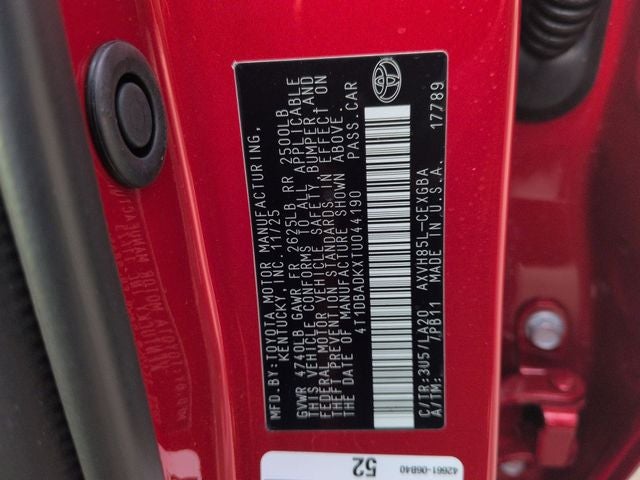 MFD.BY:TOYOTA MOTOR MANUFACTURING,
KENTUCKY, INC. 11/25
GVWR 4740LB GAWR FR 2625LB RR 2500LB
THIS VEHICLE CONFORMS TO ALL APPLICABLE
FEDERAL MOTOR VEHICLE SAFETY, BUMPER AND
THEFT PREVENTION STANDARDS IN EFFECT ON
THE DATE OF MANUFACTURE SHOWN ABOVE.
4T1DBADKXTU044190 PASS.CAR
C/TR:3U5/LA20 AXVH85L-CEXGBA
A/TM: 7BB11 MADE IN U.S.A. 17789
52
42661-06B40